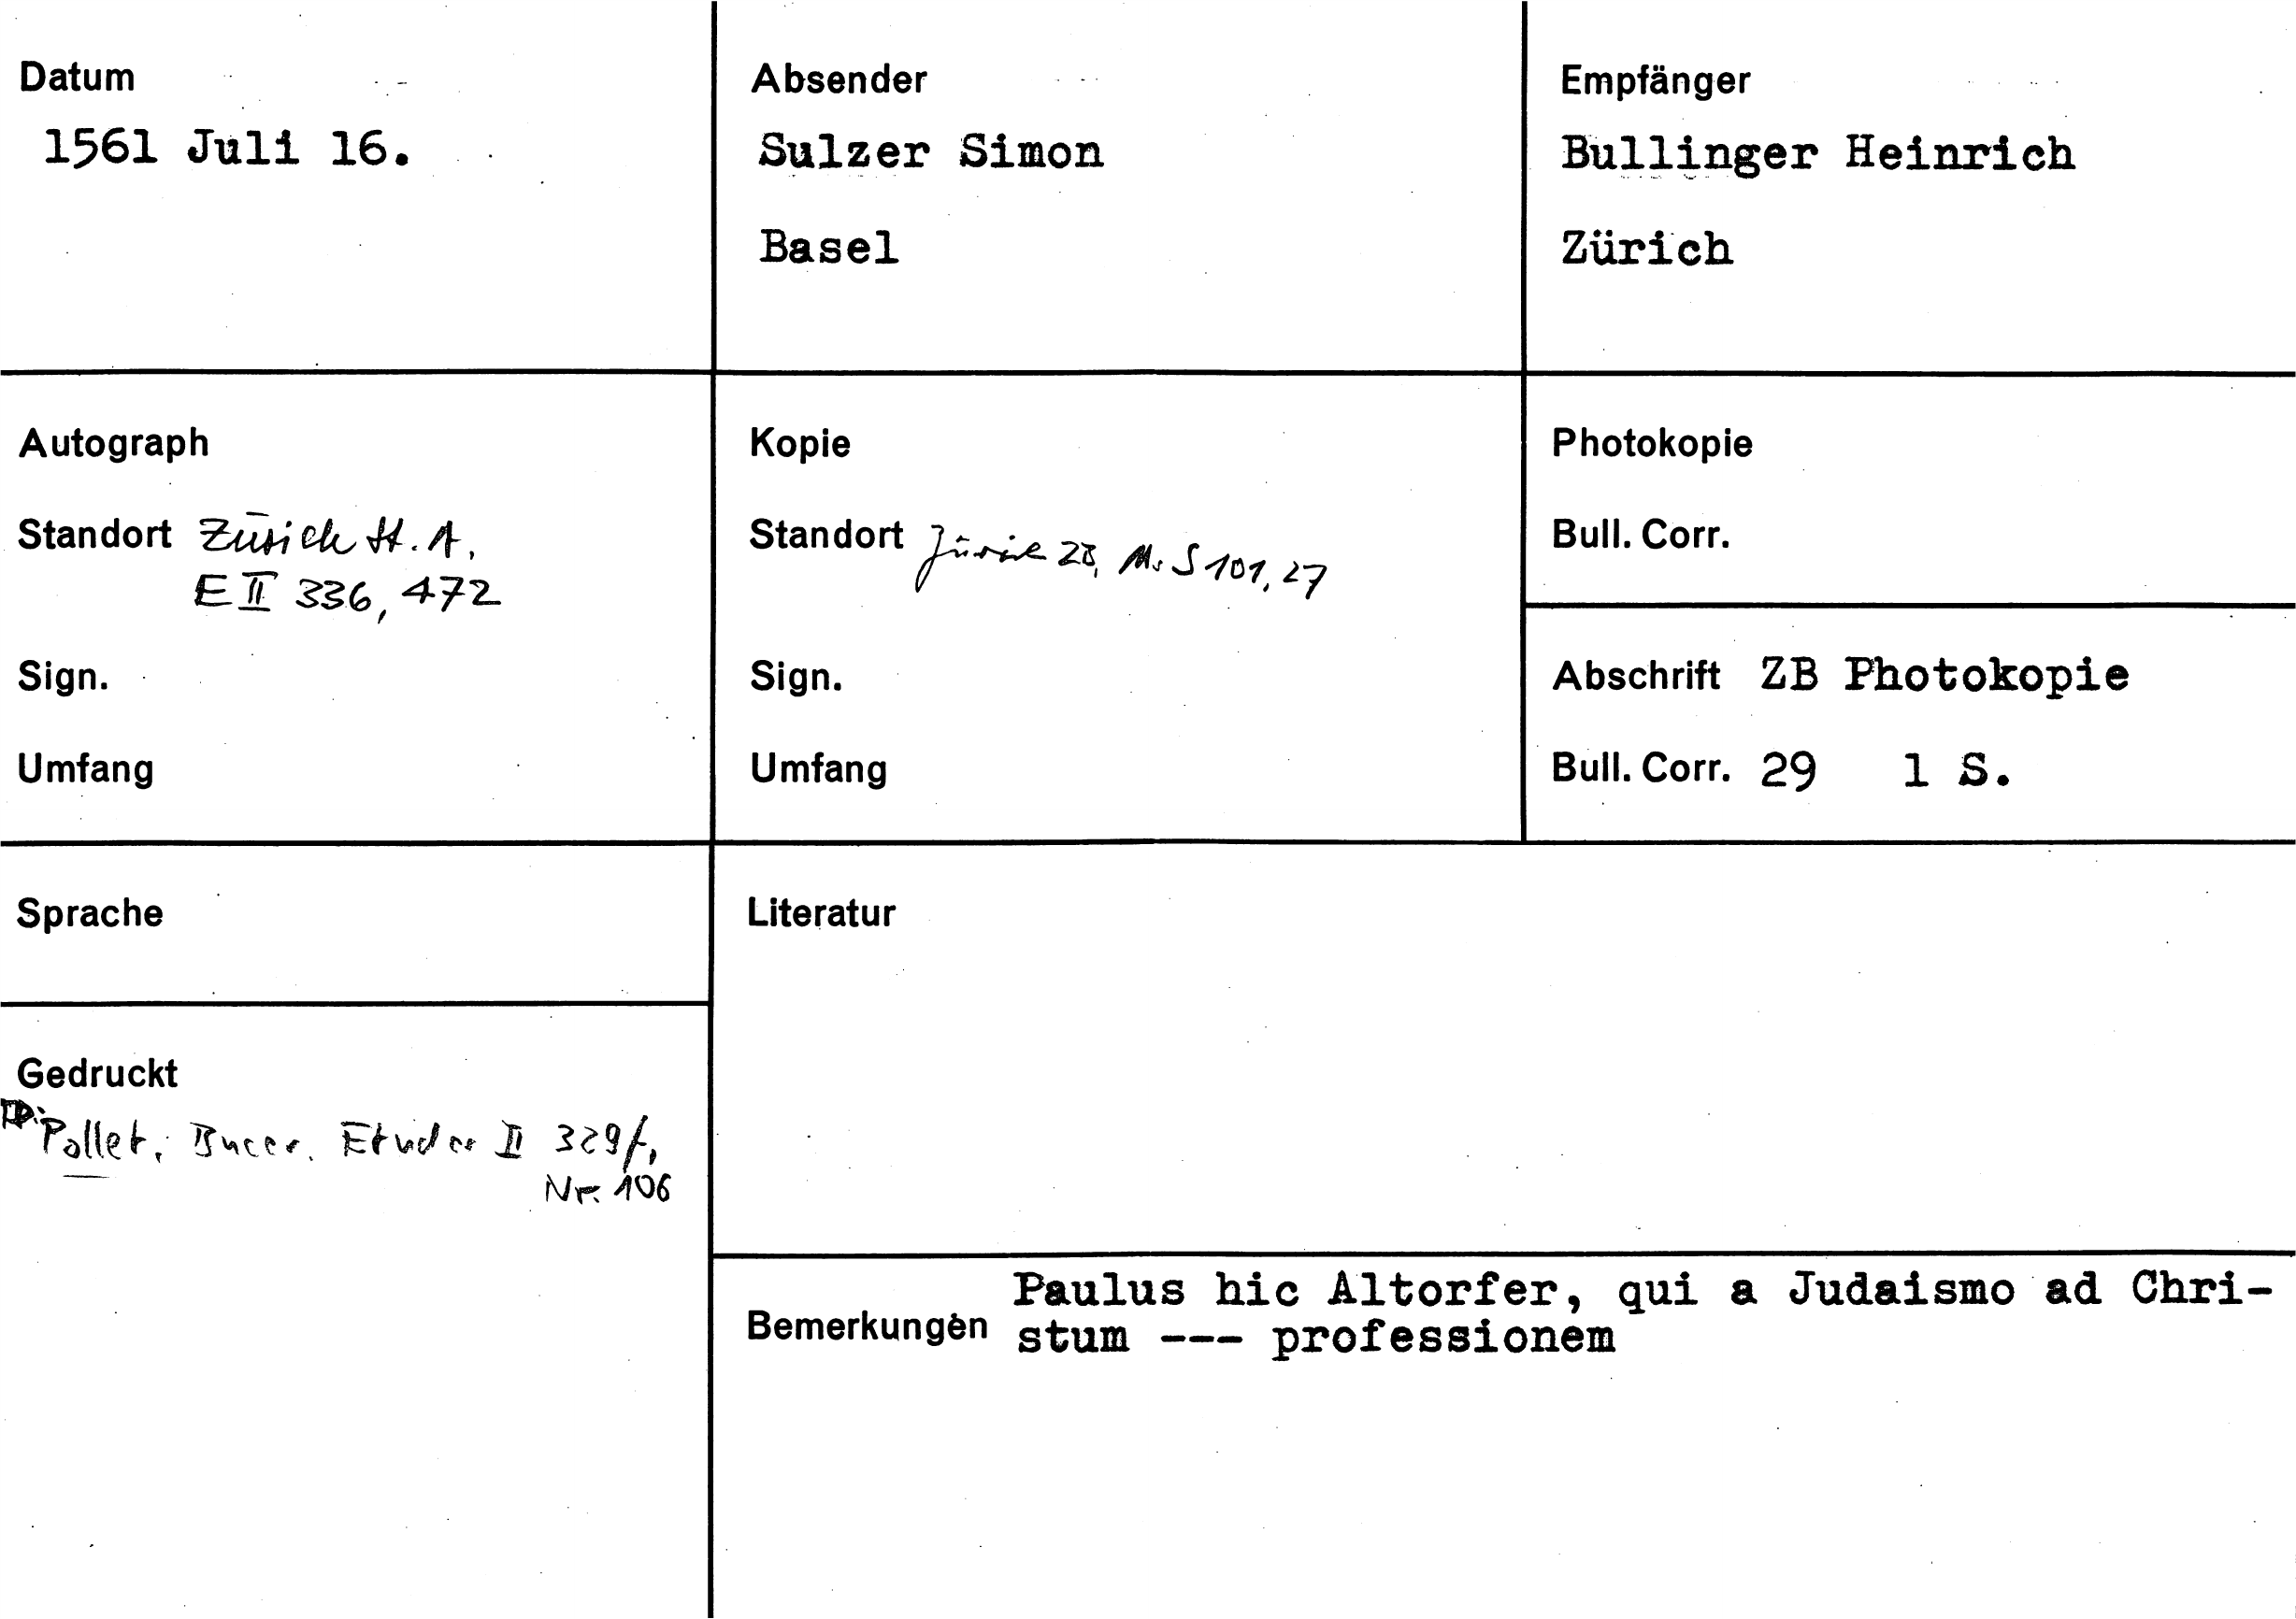 Datum
1561 Juli 16.
Absender
Sulzer Simon
Basel
Empfänger
Bullinger Heinrich
Zürich
Autograph
Standort Zürich St. A.
E II 336, 472
Sign.
Umfang
Kopie
Standort Zürich ZB, Ms S 101, 27
Sign.
Umfang
Photokopie
Bull. Corr.
Abschrift ZB Photokopie
Bull. Corr. 29 1 S.
Sprache
Gedruckt
Pollet, Bucer. Etudes II 329f,
Nr. 106
Literatur
Bemerkungen Paulus hic Altorfer, qui a Judaismo ad Chri-
stum --- professionem